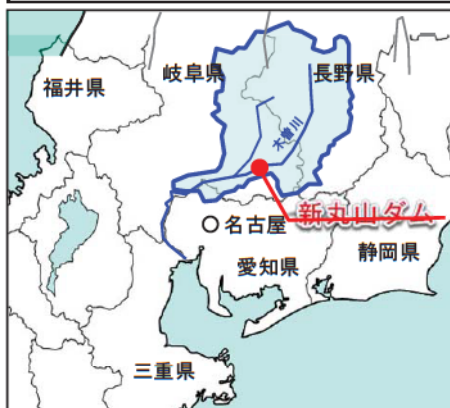 岐阜県
長野県
福井県
木曽川
新丸山ダム
名古屋
愛知県
静岡県
三重県